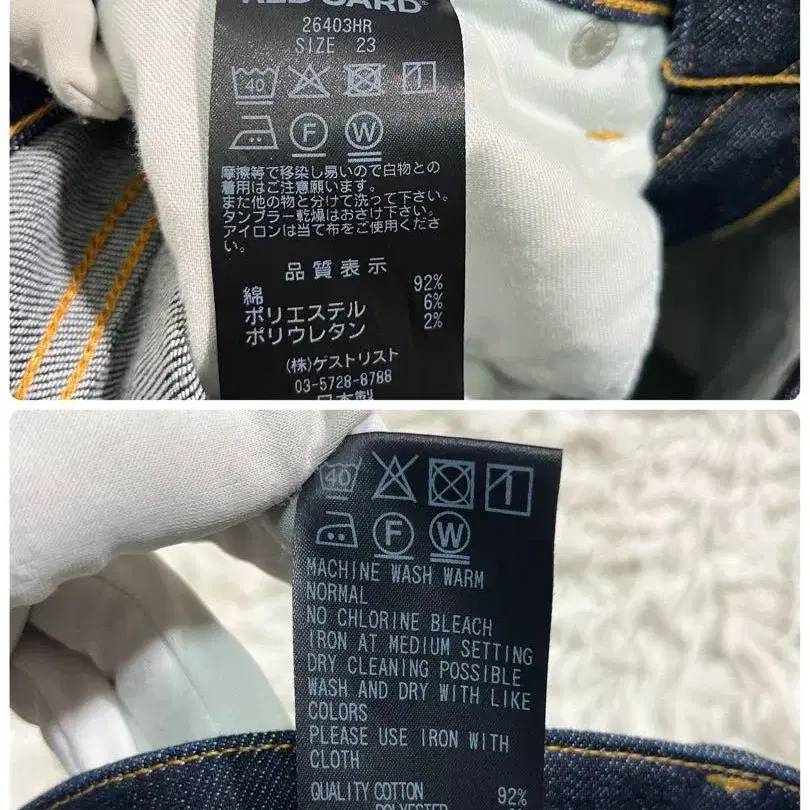 RED CARD®
26403HR
SIZE 23
40
F W
摩擦等で移染し易いので白物との
着用はご注意願います。
また他の物と分けて洗って下さい。
タンブラー乾燥はおさけ下さい。
アイロンは当て布をご使用くださ
い。
品質表示
綿 92%
ポリエステル 6%
ポリウレタン 2%
(株)ゲストリスト
03-5728-8788
日本製
40
F W
MACHINE WASH WARM
NORMAL
NO CHLORINE BLEACH
IRON AT MEDIUM SETTING
DRY CLEANING POSSIBLE
WASH AND DRY WITH LIKE
COLORS
PLEASE USE IRON WITH
CLOTH
QUALITY COTTON 92%
POLYESTER